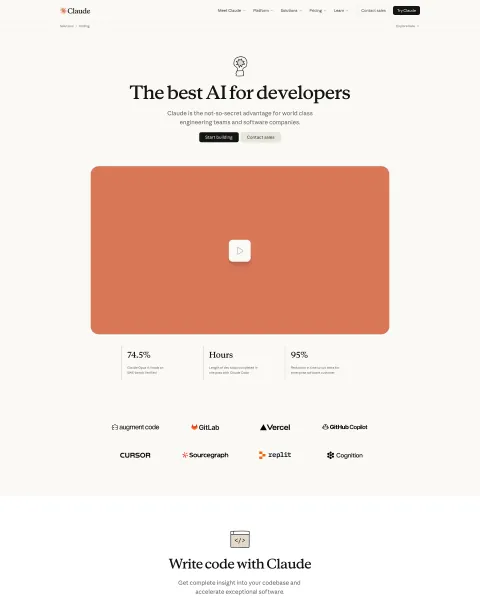 Claude
Meet Claude
Platform
Solutions
Pricing
Learn
Contact sales
Try Claude
Solutions / Coding
The best AI for developers
Claude is the not-so-secret advantage for world class
engineering teams and software companies.
Start building
Contact sales
74.5%
Hours
95%
augment code
GitLab
Vercel
GitHub Copilot
CURSOR
Sourcegraph
replit
Cognition
Write code with Claude
Get complete insight into your codebase and
accelerate exceptional software.